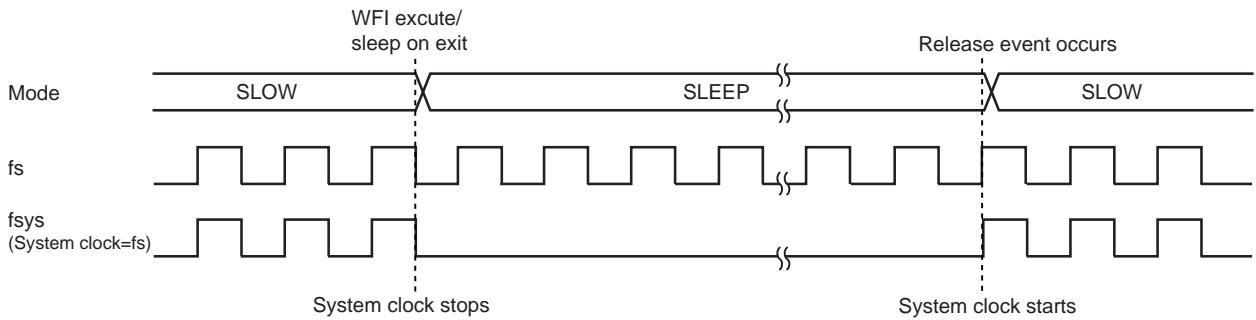 WFI excute/
sleep on exit
Release event occurs
Mode
SLOW
SLEEP
SLOW
fs
fsys
(System clock=fs)
System clock stops
System clock starts